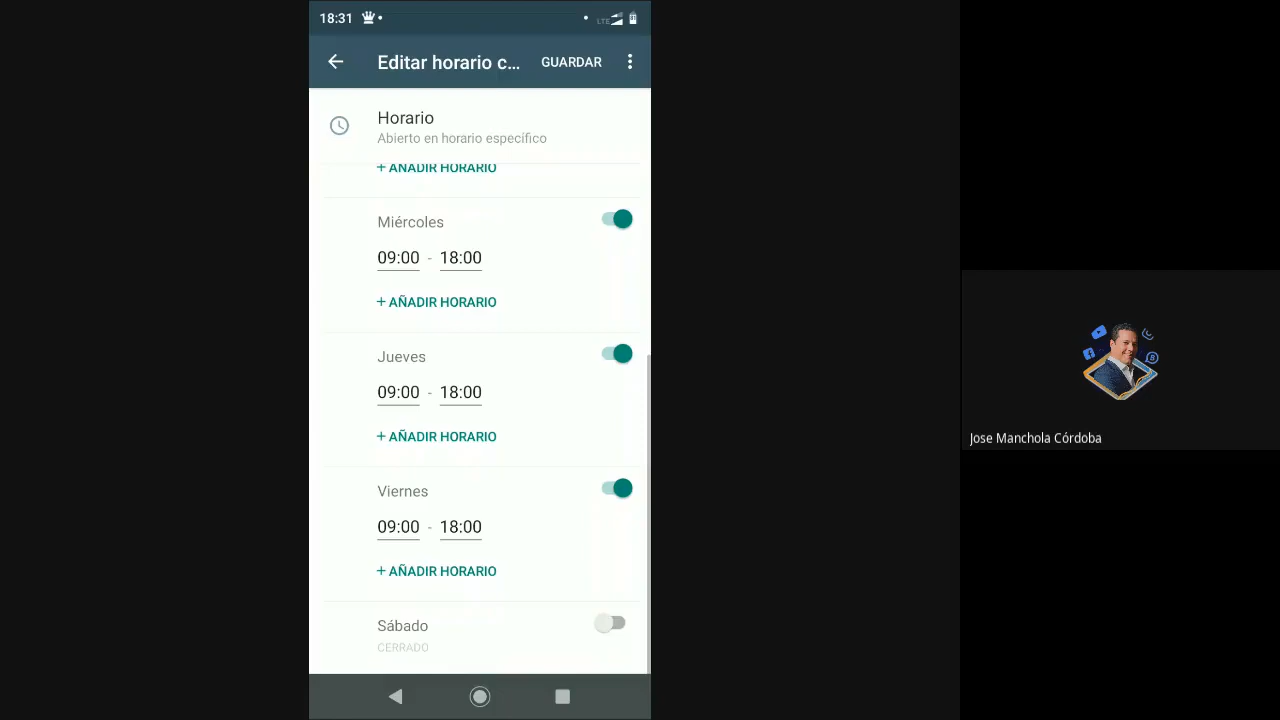 18:31
LTE
Editar horario c...
GUARDAR
Horario
Abierto en horario específico
+ AÑADIR HORARIO
Miércoles
09:00 - 18:00
+ AÑADIR HORARIO
Jueves
09:00 - 18:00
+ AÑADIR HORARIO
Viernes
09:00 - 18:00
+ AÑADIR HORARIO
Sábado
CERRADO
Jose Manchola Córdoba